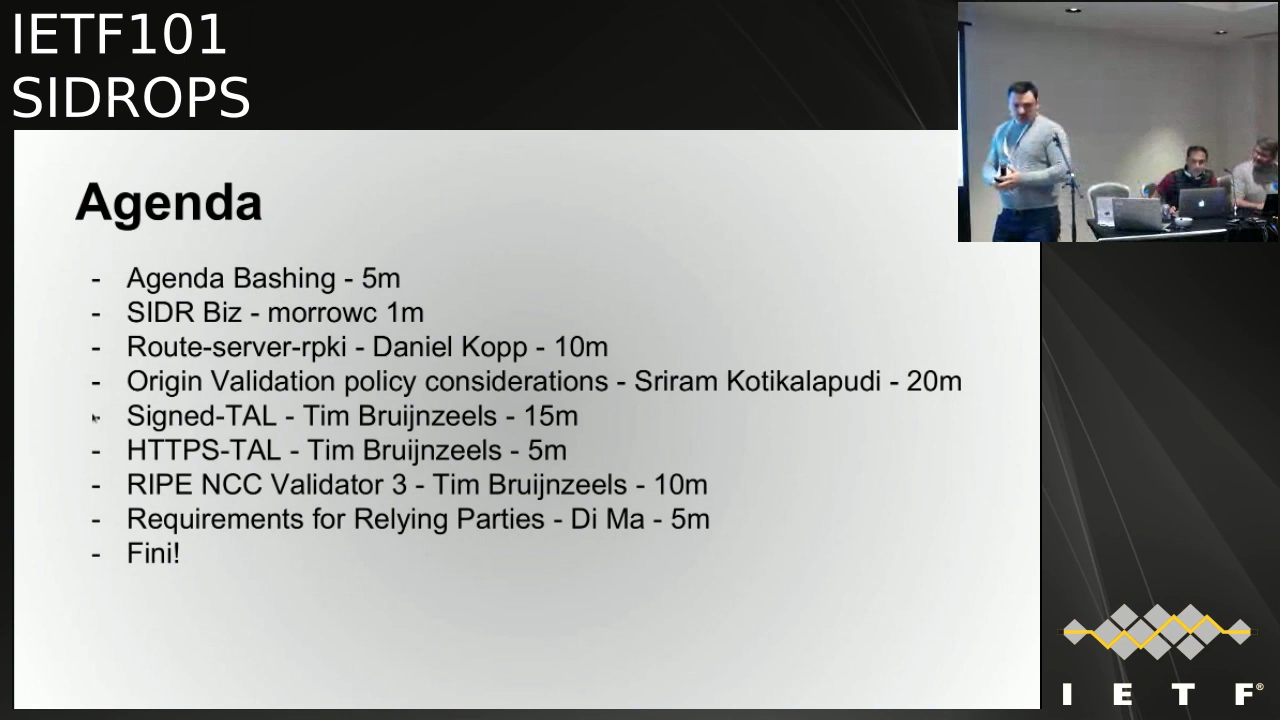 IETF101
SIDROPS
Agenda
- Agenda Bashing - 5m
- SIDR Biz - morrowc 1m
- Route-server-rpki - Daniel Kopp - 10m
- Origin Validation policy considerations - Sriram Kotikalapudi - 20m
- Signed-TAL - Tim Bruijnzeels - 15m
- HTTPS-TAL - Tim Bruijnzeels - 5m
- RIPE NCC Validator 3 - Tim Bruijnzeels - 10m
- Requirements for Relying Parties - Di Ma - 5m
- Fini!
I E T F®